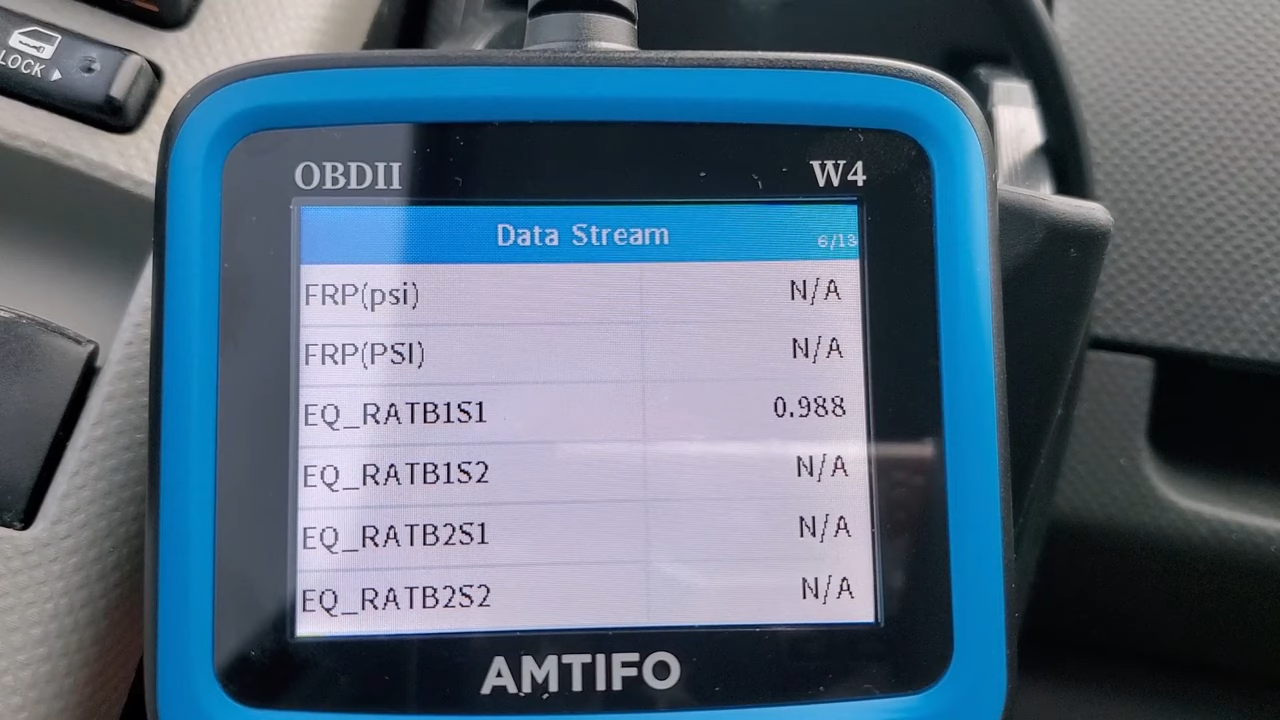 LOCK
OBDII W4
Data Stream 6/13
FRP(psi) N/A
FRP(PSI) N/A
EQ_RATB1S1 0.988
EQ_RATB1S2 N/A
EQ_RATB2S1 N/A
EQ_RATB2S2 N/A
AMTIFO